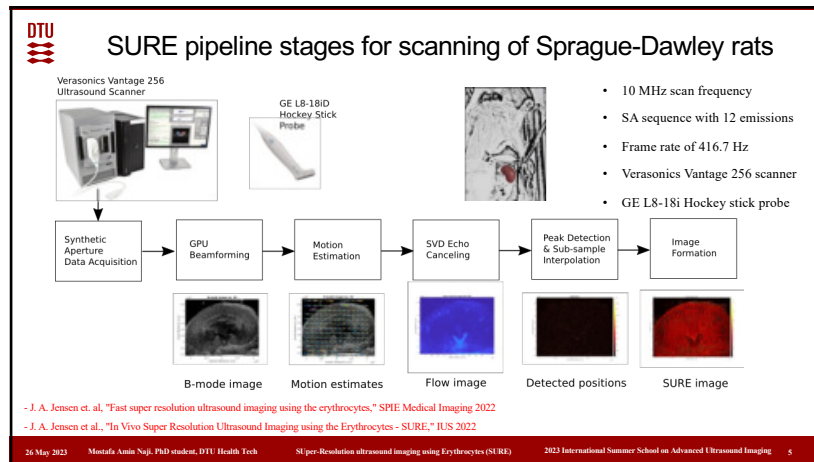 DTU
SURE pipeline stages for scanning of Sprague-Dawley rats
Verasonics Vantage 256
Ultrasound Scanner
GE L8-18iD
Hockey Stick
Probe
• 10 MHz scan frequency
• SA sequence with 12 emissions
• Frame rate of 416.7 Hz
• Verasonics Vantage 256 scanner
• GE L8-18i Hockey stick probe
Synthetic
Aperture
Data Acquisition
GPU
Beamforming
Motion
Estimation
SVD Echo
Canceling
Peak Detection
& Sub-sample
Interpolation
Image
Formation
B-mode image
Motion estimates
Flow image
Detected positions
SURE image
- J. A. Jensen et. al, "Fast super resolution ultrasound imaging using the erythrocytes," SPIE Medical Imaging 2022
- J. A. Jensen et al., "In Vivo Super Resolution Ultrasound Imaging using the Erythrocytes - SURE," IUS 2022
26 May 2023 Mostafa Amin Naji. PhD student, DTU Health Tech SUper-Resolution ultrasound imaging using Erythrocytes (SURE) 2023 International Summer School on Advanced Ultrasound Imaging 5